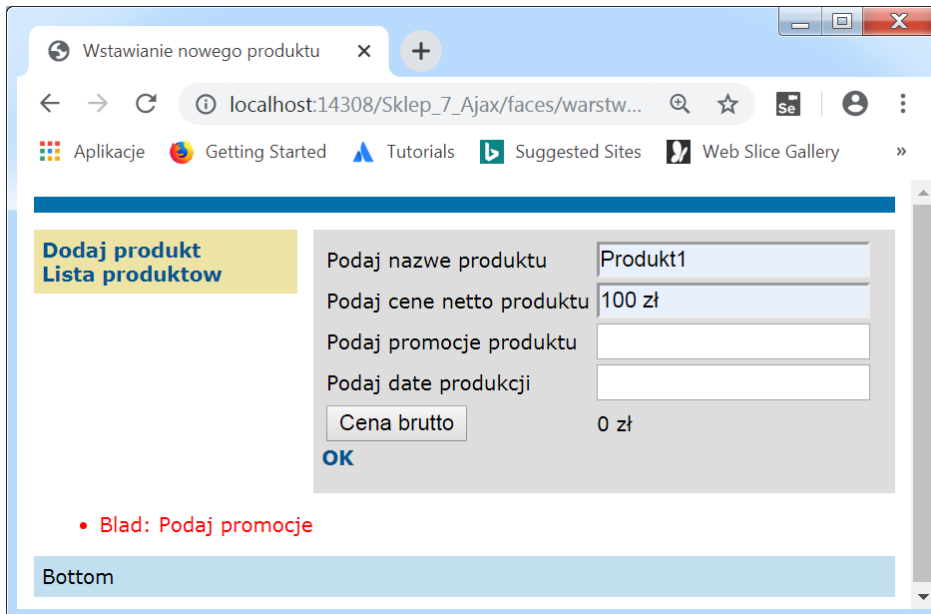 Wstawianie nowego produktu
localhost:14308/Sklep_7_Ajax/faces/warstw...
Se
Aplikacje Getting Started Tutorials Suggested Sites Web Slice Gallery »
Dodaj produkt
Lista produktow
Podaj nazwe produktu Produkt1
Podaj cene netto produktu 100 zł
Podaj promocje produktu
Podaj date produkcji
Cena brutto 0 zł
OK
• Blad: Podaj promocje
Bottom